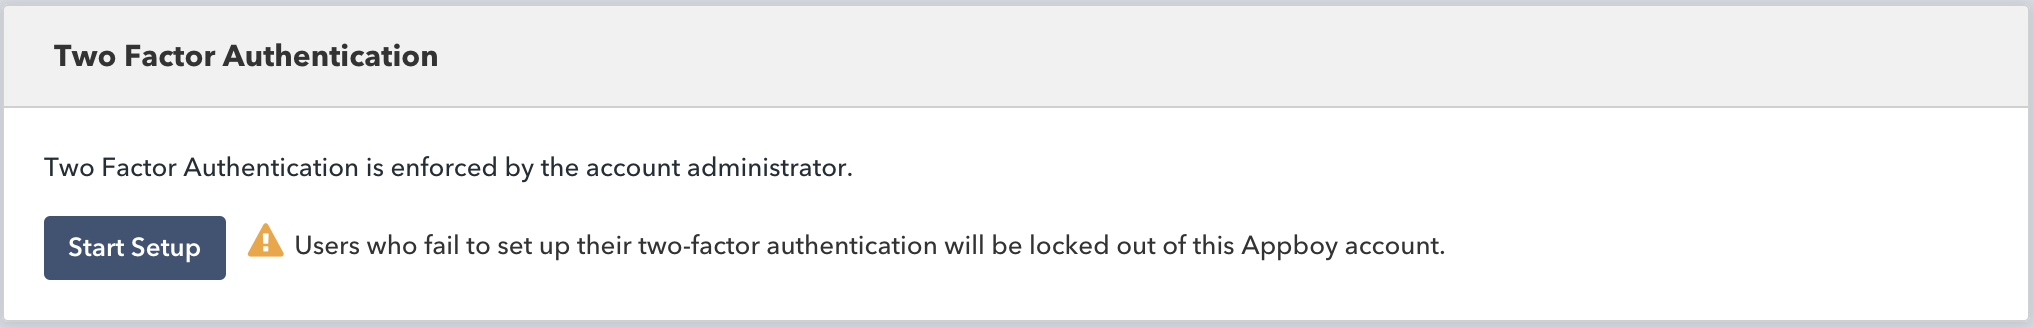 Two Factor Authentication
Two Factor Authentication is enforced by the account administrator.
Start Setup
Users who fail to set up their two-factor authentication will be locked out of this Appboy account.